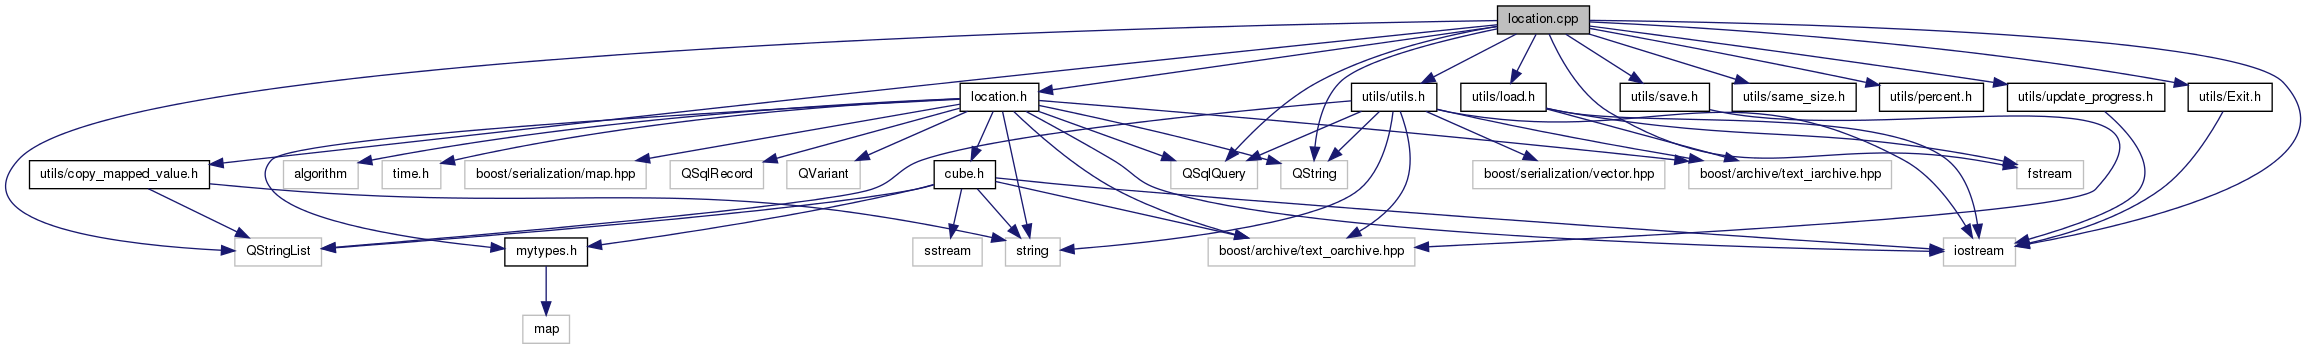 location.cpp
location.h
utils/utils.h
utils/load.h
utils/save.h
utils/same_size.h
utils/percent.h
utils/update_progress.h
utils/Exit.h
utils/copy_mapped_value.h
algorithm
time.h
boost/serialization/map.hpp
QSqlRecord
QVariant
cube.h
QSqlQuery
QString
boost/serialization/vector.hpp
boost/archive/text_iarchive.hpp
fstream
QStringList
mytypes.h
sstream
string
boost/archive/text_oarchive.hpp
iostream
map